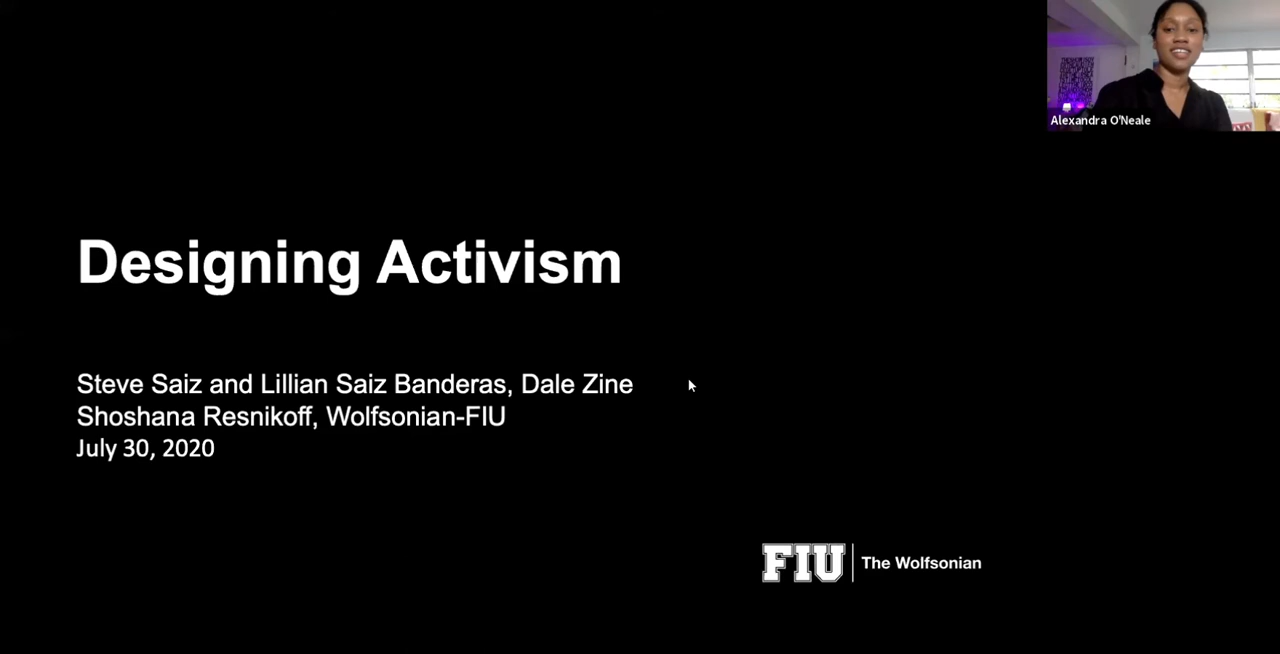 Alexandra O'Neale
Designing Activism
Steve Saiz and Lillian Saiz Banderas, Dale Zine
Shoshana Resnikoff, Wolfsonian-FIU
July 30, 2020
FIU | The Wolfsonian